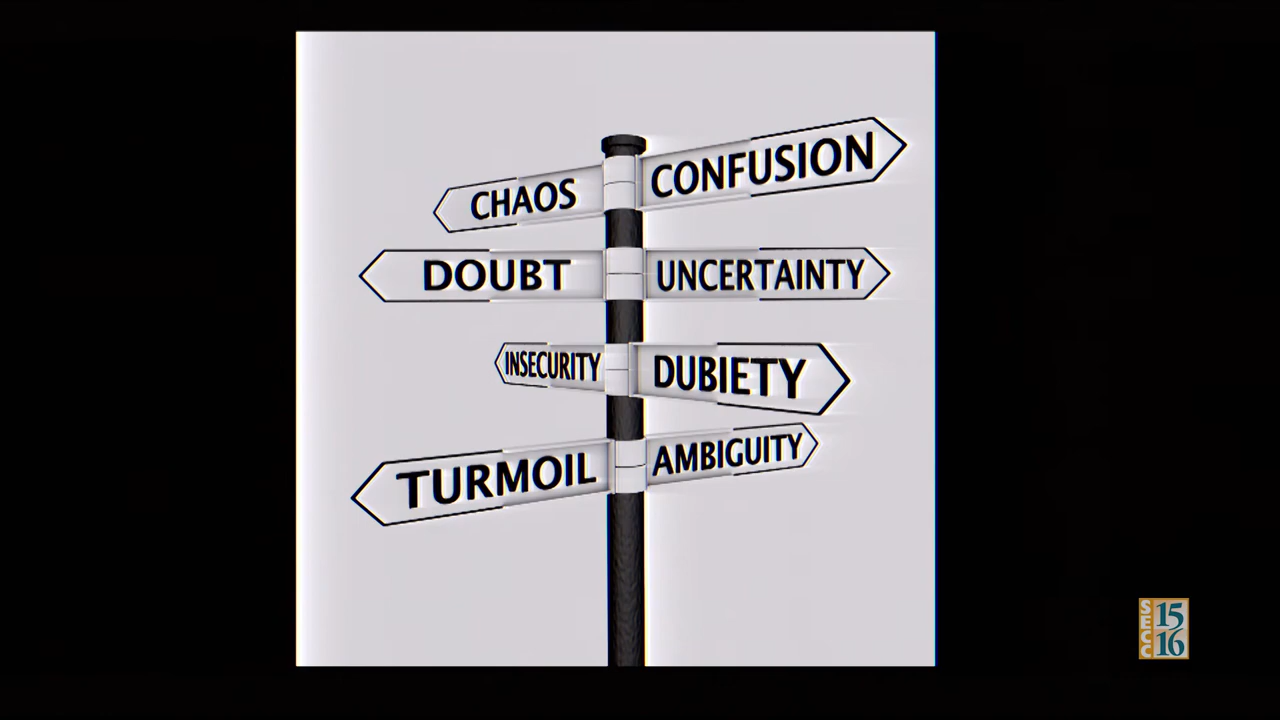 CHAOS
CONFUSION
DOUBT
UNCERTAINTY
INSECURITY
DUBIETY
TURMOIL
AMBIGUITY
SECC
15
16